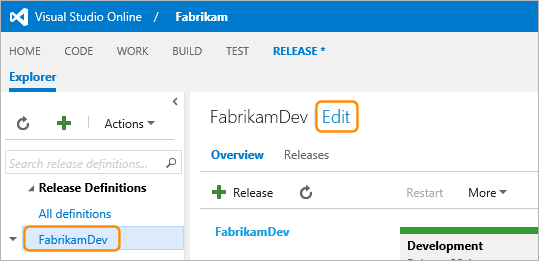 Visual Studio Online / Fabrikam
HOME CODE WORK BUILD TEST RELEASE *
Explorer
Actions
Search release definitions
Release Definitions
All definitions
FabrikamDev
FabrikamDev Edit
Overview Releases
Release Restart More
FabrikamDev
Development